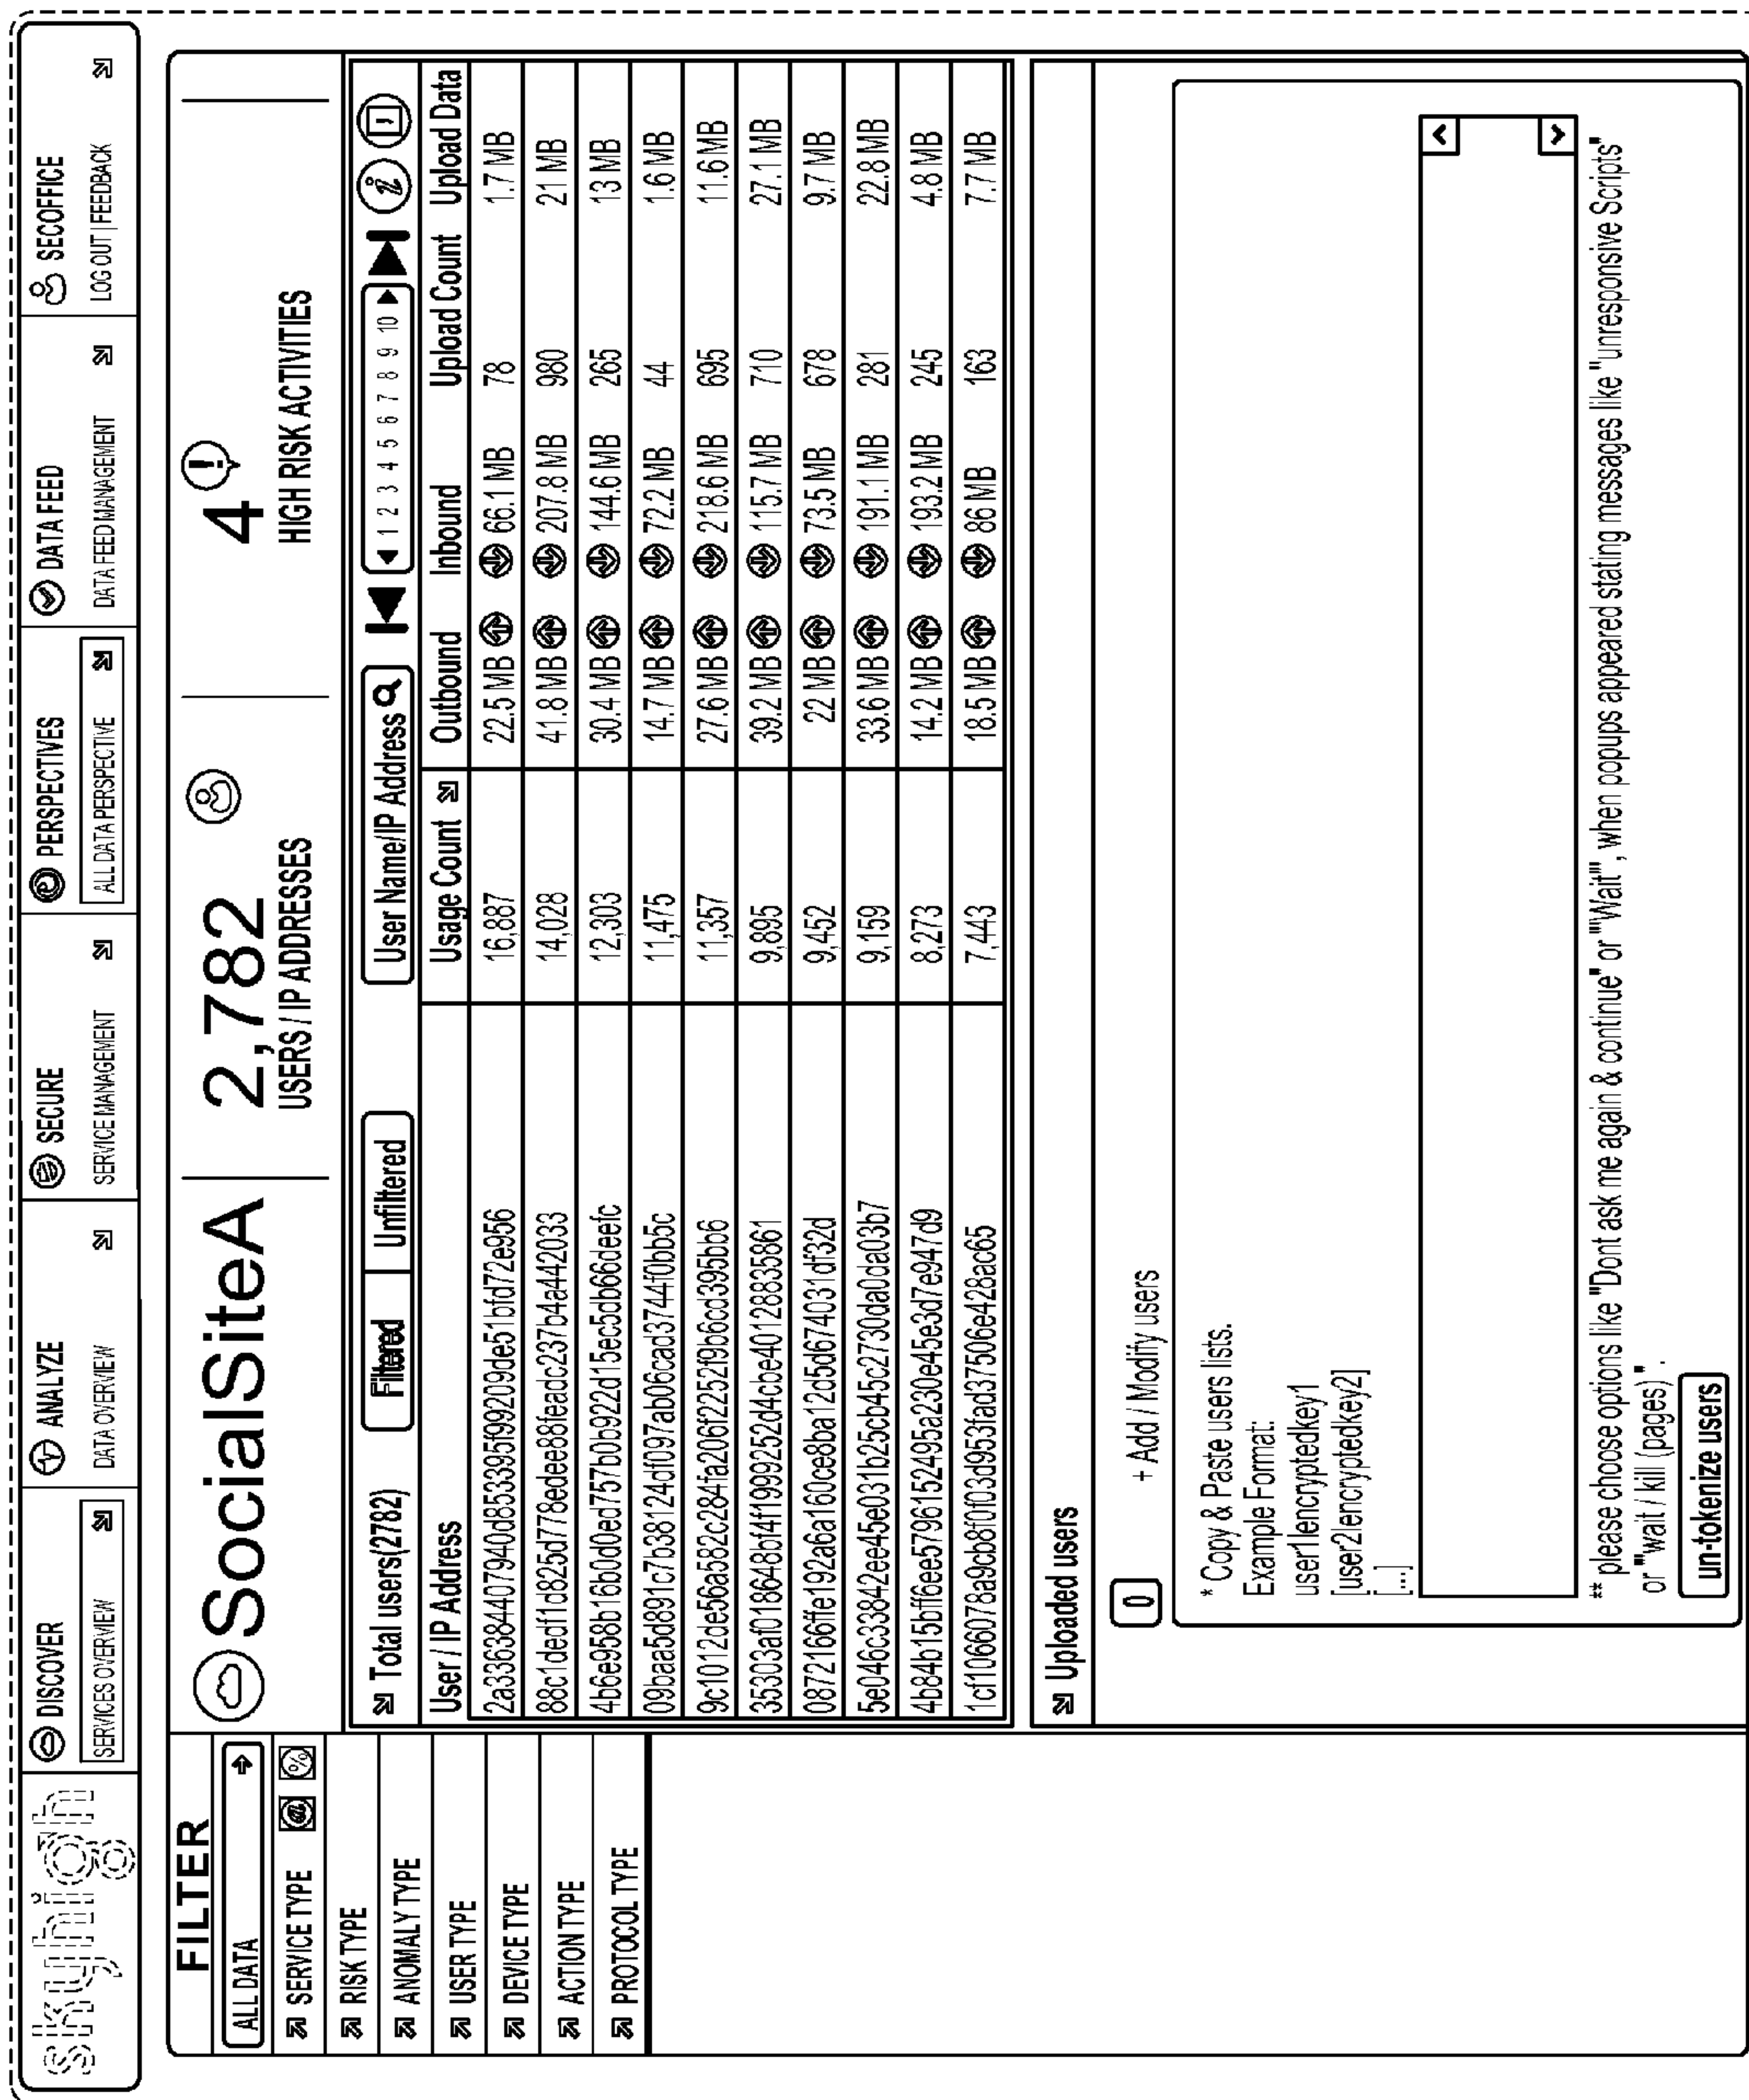 skyhigh
DISCOVER
SERVICES OVERVIEW
ANALYZE
DATA OVERVIEW
SECURE
SERVICE MANAGEMENT
PERSPECTIVES
ALL DATA PERSPECTIVE
DATA FEED
DATA FEED MANAGEMENT
SECOFFICE
LOG OUT | FEEDBACK
FILTER
ALL DATA
SERVICE TYPE @ %
RISK TYPE
ANOMALY TYPE
USER TYPE
DEVICE TYPE
ACTION TYPE
PROTOCOL TYPE
SocialSiteA
2,782
USERS / IP ADDRESSES
4 !
HIGH RISK ACTIVITIES
Total users(2782) Filtered Unfiltered User Name/IP Address 1 2 3 4 5 6 7 8 9 10 i
User / IP Address Usage Count Outbound Inbound Upload Count Upload Data
2a336384407940d8533395f99209de51bfd72e956 16,887 22.5 MB 66.1 MB 78 1.7 MB
88c1dedf1d825d778edee88feadc237b4a442033 14,028 41.8 MB 207.8 MB 980 21 MB
4b6e958b16b0d0ed757b0b922d15ec5db66deefc 12,303 30.4 MB 144.6 MB 265 13 MB
09baa5d891c7b38124df097ab06cad3744f0bb5c 11,475 14.7 MB 72.2 MB 44 1.6 MB
9c1012de56a582c284fa206f2252f9b6cd395bb6 11,357 27.6 MB 218.6 MB 695 11.6 MB
35303af018648bf4f199252d4cbe40128835861 9,895 39.2 MB 115.7 MB 710 27.1 MB
0872166ffe192a6a160ce8ba12d5d674031df32d 9,452 22 MB 73.5 MB 678 9.7 MB
5e046c33842ee45e031b25cb45c2730da0da03b7 9,159 33.6 MB 191.1 MB 281 22.8 MB
4b84b15bff6ee5796152495a230e45e3d7e947d9 8,273 14.2 MB 193.2 MB 245 4.8 MB
1cf1066078a9cb8f0f03d953fad37506e428ac65 7,443 18.5 MB 86 MB 163 7.7 MB
Uploaded users
0 + Add / Modify users
* Copy & Paste users lists.
Example Format:
user1lencryptedkey1
[user2lencryptedkey2]
[...]
** please choose options like "Dont ask me again & continue" or "'Wait'', when popups appeared stating messages like "unresponsive Scripts"
or '"wait / kill (pages) ".
un-tokenize users